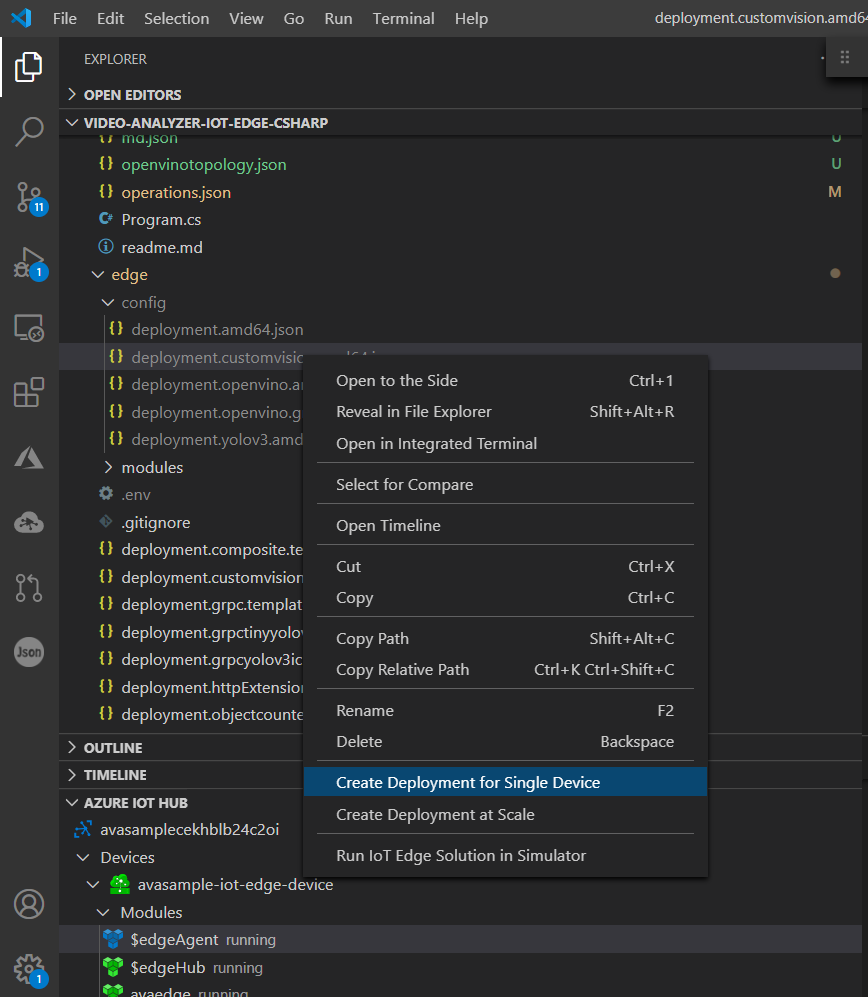 File Edit Selection View Go Run Terminal Help deployment.customvision.amd64
EXPLORER
OPEN EDITORS
VIDEO-ANALYZER-IOT-EDGE-CSHARP
{} md.json U
{} openvinotopology.json U
{} operations.json M
C# Program.cs
readme.md
edge
config
{} deployment.amd64.json
{} deployment.customvision.amd64.j
{} deployment.openvino.a
{} deployment.openvino.g
{} deployment.yolov3.amd
modules
.env
.gitignore
{} deployment.composite.te
{} deployment.customvision
{} deployment.grpc.templat
{} deployment.grpctinyyolov
{} deployment.grpcyolov3ic
{} deployment.httpExtension
{} deployment.objectcounte
Open to the Side Ctrl+1
Reveal in File Explorer Shift+Alt+R
Open in Integrated Terminal
Select for Compare
Open Timeline
Cut Ctrl+X
Copy Ctrl+C
Copy Path Shift+Alt+C
Copy Relative Path Ctrl+K Ctrl+Shift+C
Rename F2
Delete Backspace
Create Deployment for Single Device
Create Deployment at Scale
Run IoT Edge Solution in Simulator
OUTLINE
TIMELINE
AZURE IOT HUB
avasamplecekhblb24c2oi
Devices
avasample-iot-edge-device
Modules
$edgeAgent running
$edgeHub running
avaedge running
11
1
Json
1